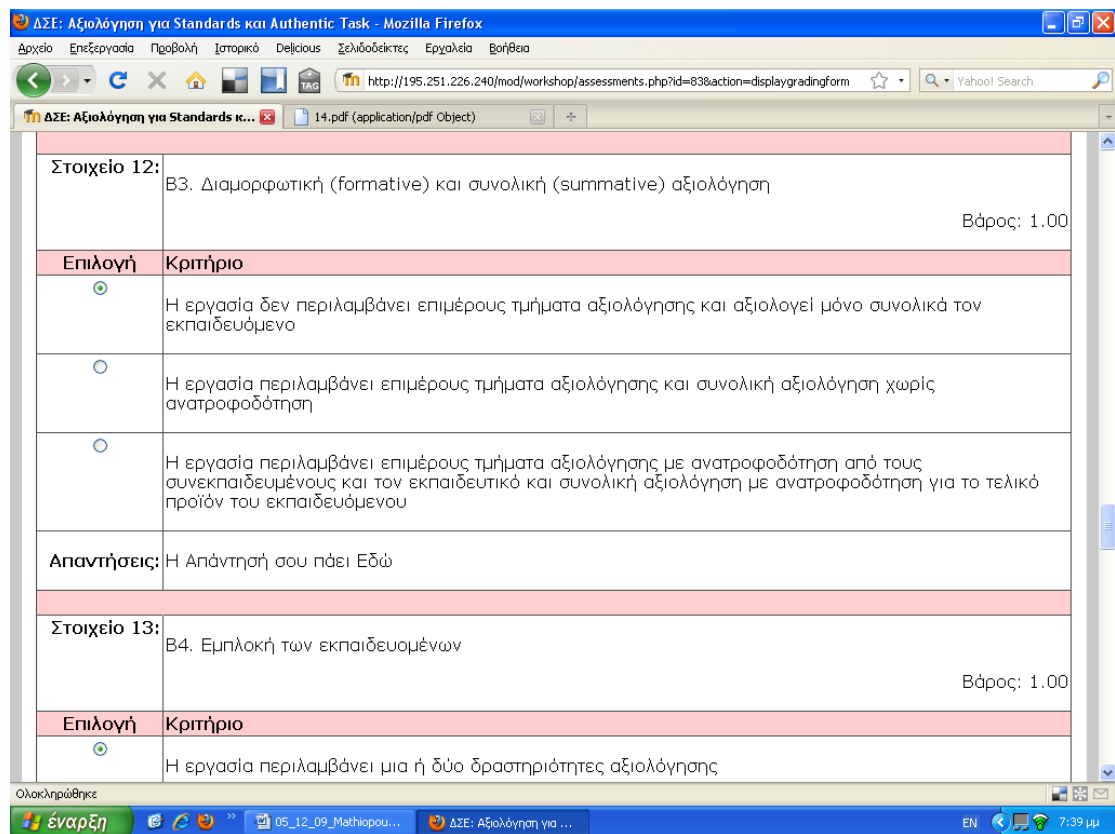 ΔΣΕ: Αξιολόγηση για Standards και Authentic Task - Mozilla Firefox
Αρχείο Επεξεργασία Προβολή Ιστορικό Delicious Σελιδοδείκτες Εργαλεία Βοήθεια
TAG http://195.251.226.240/mod/workshop/assessments.php?id=83&action=displaygradingform Yahoo! Search
ΔΣΕ: Αξιολόγηση για Standards κ... 14.pdf (application/pdf Object)
Στοιχείο 12:
Β3. Διαμορφωτική (formative) και συνολική (summative) αξιολόγηση
Βάρος: 1.00
Επιλογή Κριτήριο
Η εργασία δεν περιλαμβάνει επιμέρους τμήματα αξιολόγησης και αξιολογεί μόνο συνολικά τον
εκπαιδευόμενο
Η εργασία περιλαμβάνει επιμέρους τμήματα αξιολόγησης και συνολική αξιολόγηση χωρίς
ανατροφοδότηση
Η εργασία περιλαμβάνει επιμέρους τμήματα αξιολόγησης με ανατροφοδότηση από τους
συνεκπαιδευμένους και τον εκπαιδευτικό και συνολική αξιολόγηση με ανατροφοδότηση για το τελικό
προϊόν του εκπαιδευόμενου
Απαντήσεις: Η Απάντησή σου πάει Εδώ
Στοιχείο 13:
Β4. Εμπλοκή των εκπαιδευομένων
Βάρος: 1.00
Επιλογή Κριτήριο
Η εργασία περιλαμβάνει μια ή δύο δραστηριότητες αξιολόγησης
Ολοκληρώθηκε
έναρξη 05_12_09_Mathiopou... ΔΣΕ: Αξιολόγηση για ... EN 7:39 μμ